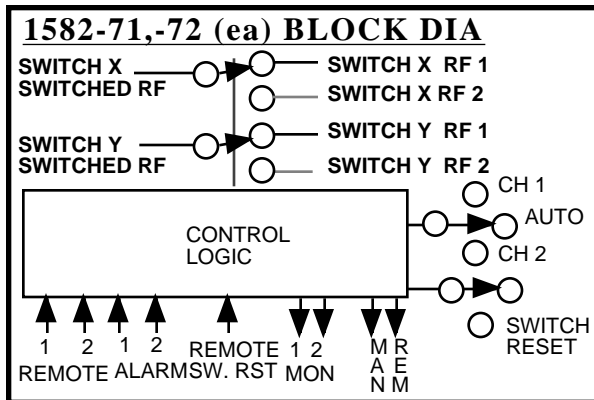 1582-71,-72 (ea) BLOCK DIA
SWITCH X
SWITCHED RF
SWITCH X RF 1
SWITCH X RF 2
SWITCH Y
SWITCHED RF
SWITCH Y RF 1
SWITCH Y RF 2
CH 1
AUTO
CH 2
CONTROL
LOGIC
SWITCH
RESET
1 2 1 2
REMOTE ALARM
REMOTE
SW. RST
1 2
MON
MAN
REM